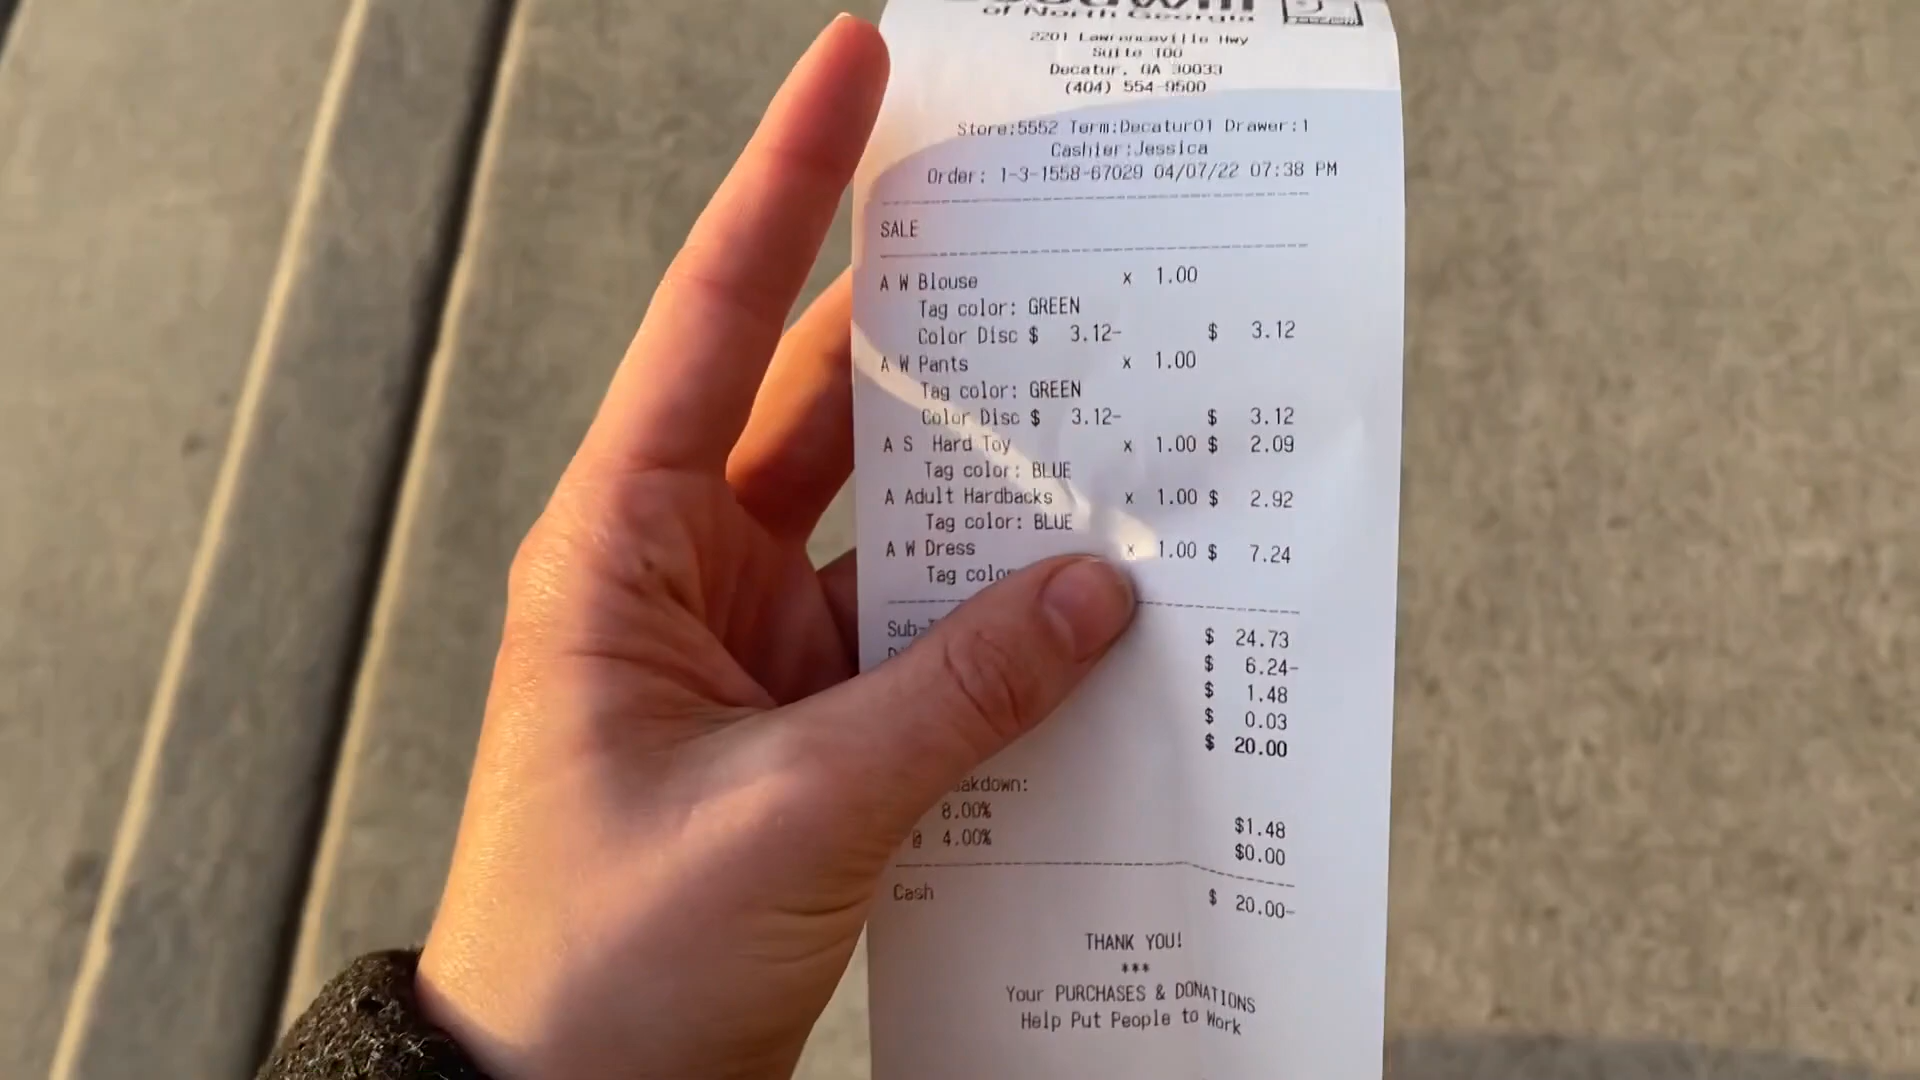 of North Georgia
2201 Lawrenceville Hwy
Suite 100
Decatur, GA 30033
(404) 554-9500
Store:5552 Term:Decatur01 Drawer:1
Cashier:Jessica
Order: 1-3-1558-67029 04/07/22 07:38 PM
SALE
A W Blouse x 1.00
Tag color: GREEN
Color Disc $ 3.12- $ 3.12
A W Pants x 1.00
Tag color: GREEN
Color Disc $ 3.12- $ 3.12
A S Hard Toy x 1.00 $ 2.09
Tag color: BLUE
A Adult Hardbacks x 1.00 $ 2.92
Tag color: BLUE
A W Dress x 1.00 $ 7.24
Tag colo
Sub- $ 24.73
$ 6.24-
$ 1.48
$ 0.03
$ 20.00
akdown:
8.00% $1.48
@ 4.00% $0.00
Cash $ 20.00-
THANK YOU!
***
Your PURCHASES & DONATIONS
Help Put People to Work